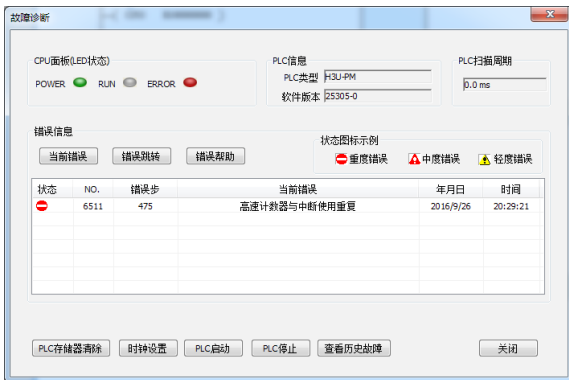 故障诊断
CPU面板(LED状态)
POWER RUN ERROR
PLC信息
PLC类型 H3U-PM
软件版本 25305-0
PLC扫描周期
0.0 ms
错误信息
当前错误 错误跳转 错误帮助
状态图标示例
重度错误 中度错误 轻度错误
状态 NO. 错误步 当前错误 年月日 时间
6511 475 高速计数器与中断使用重复 2016/9/26 20:29:21
PLC存储器清除 时钟设置 PLC启动 PLC停止 查看历史故障 关闭